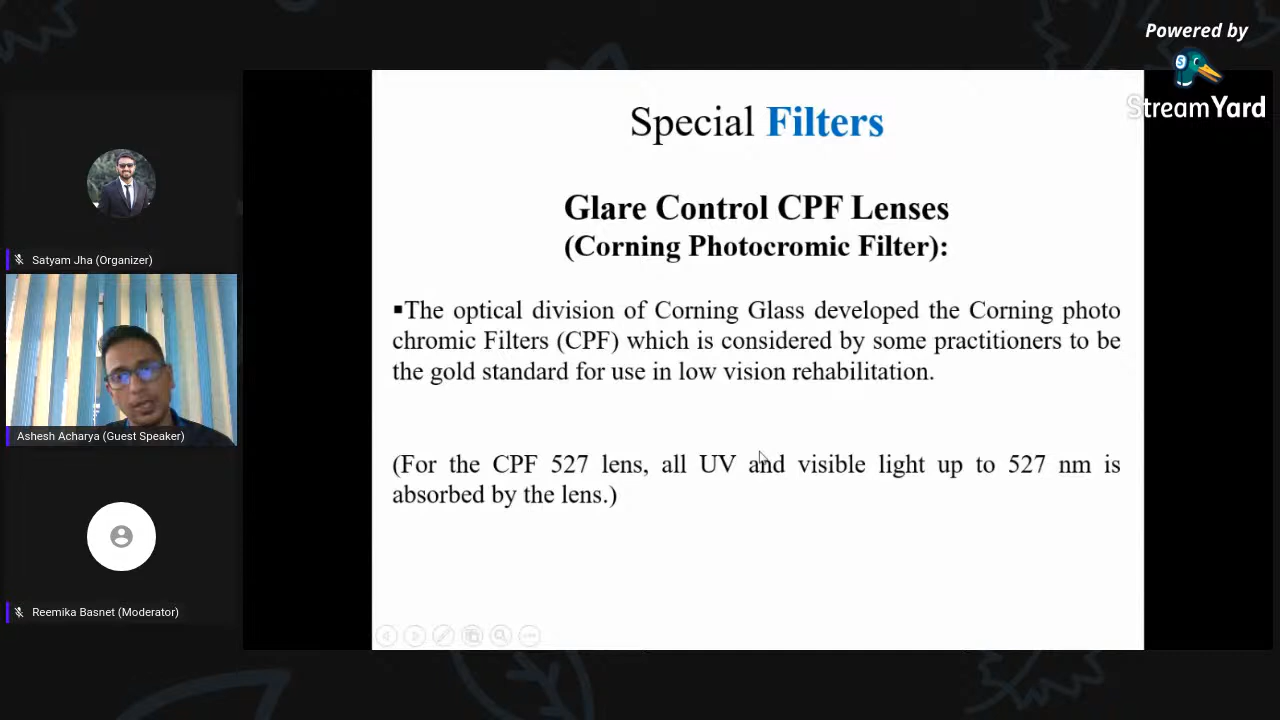 Powered by
StreamYard
Special Filters
Glare Control CPF Lenses
(Corning Photocromic Filter):
▪The optical division of Corning Glass developed the Corning photo
chromic Filters (CPF) which is considered by some practitioners to be
the gold standard for use in low vision rehabilitation.
(For the CPF 527 lens, all UV and visible light up to 527 nm is
absorbed by the lens.)
Satyam Jha (Organizer)
Ashesh Acharya (Guest Speaker)
Reemika Basnet (Moderator)